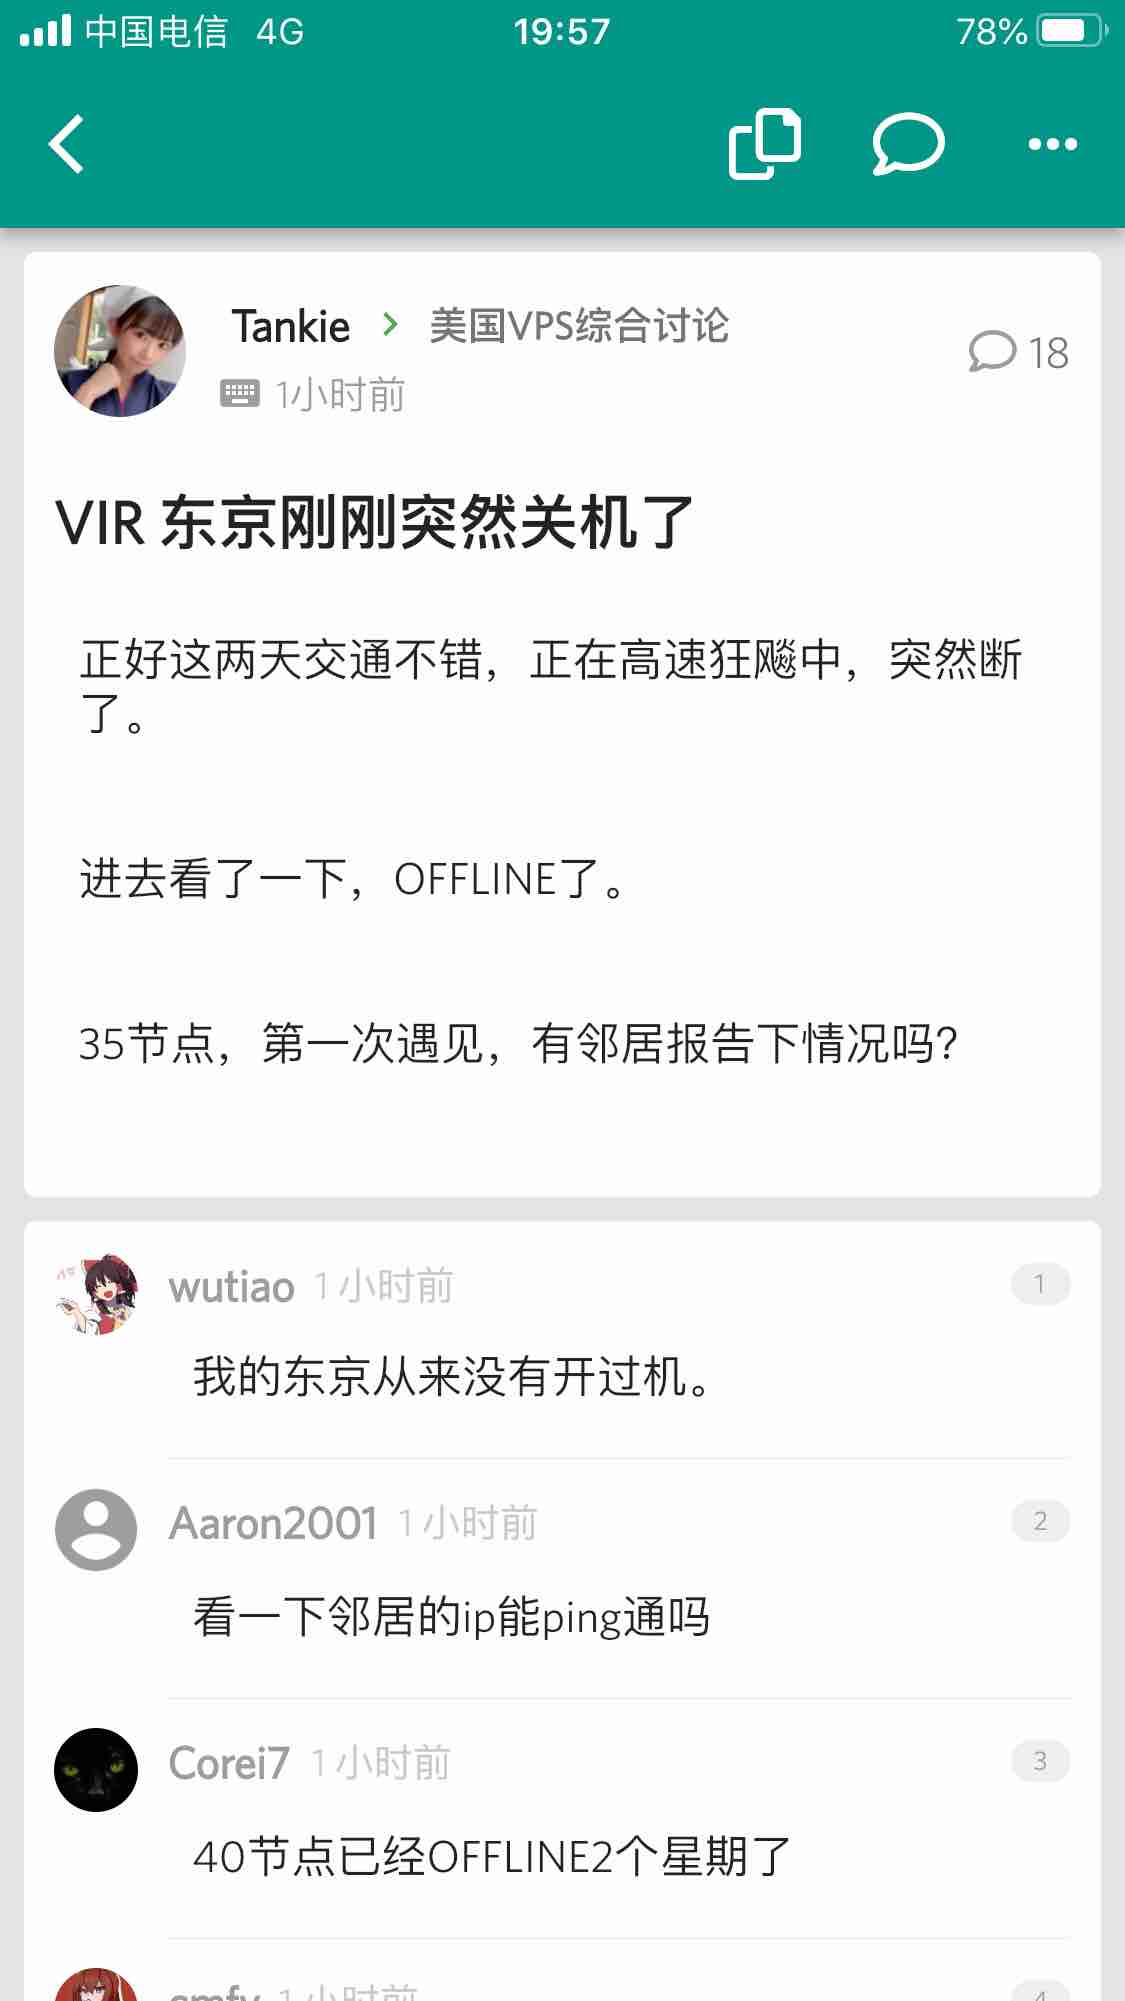 中国电信 4G 19:57 78%
Tankie > 美国VPS综合讨论
18
1小时前
VIR 东京刚刚突然关机了
正好这两天交通不错，正在高速狂飚中，突然断
了。
进去看了一下，OFFLINE了。
35节点，第一次遇见，有邻居报告下情况吗？
wutiao 1 小时前 1
我的东京从来没有开过机。
Aaron2001 1 小时前 2
看一下邻居的ip能ping通吗
Corei7 1 小时前 3
40节点已经OFFLINE2个星期了
1 小时前 4